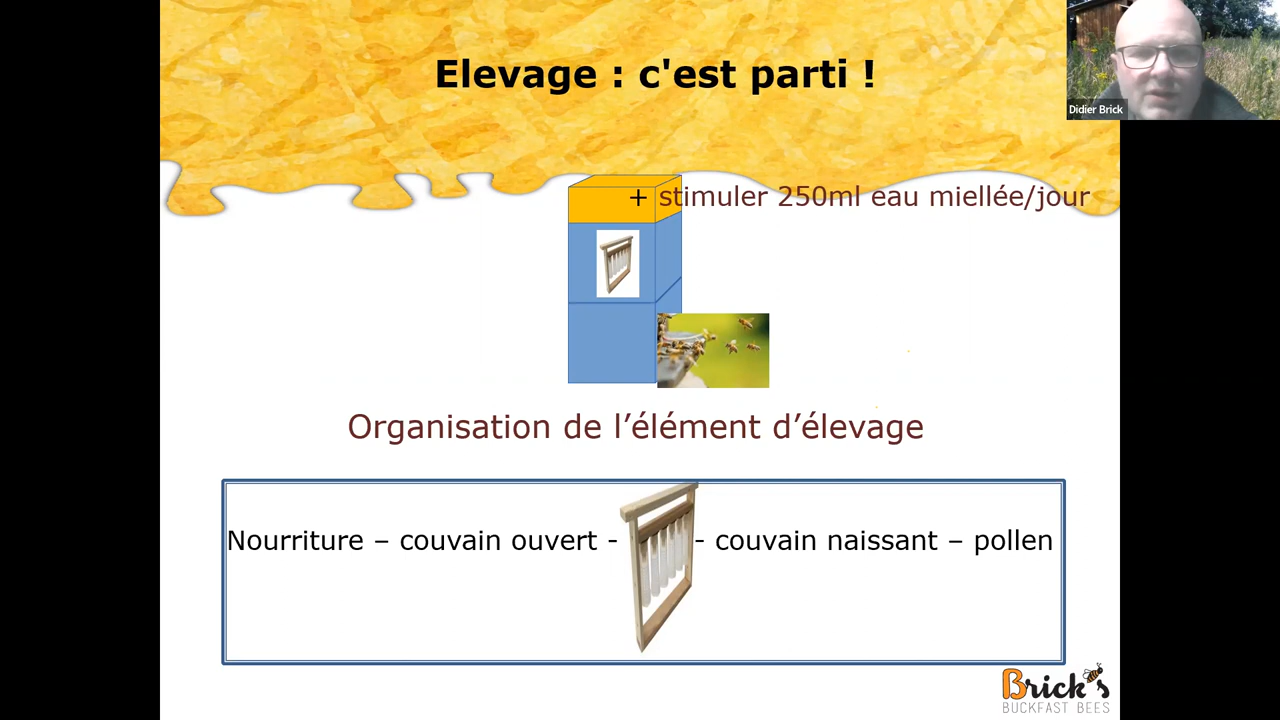 Elevage : c'est parti !
Didier Brick
+ stimuler 250ml eau miellée/jour
Organisation de l’élément d’élevage
Nourriture – couvain ouvert - - couvain naissant – pollen
Brick's
BUCKFAST BEES